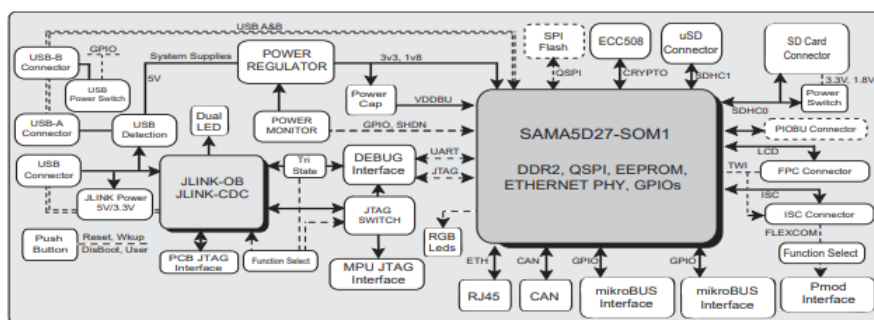 USB A&B
USB-B
Connector
GPIO
USB
Power Switch
System Supplies
5V
POWER
REGULATOR
3v3, 1v8
Power
Cap
VDDBU
SPI
Flash
QSPI
ECC508
CRYPTO
uSD
Connector
SDHC1
SD Card
Connector
3.3V, 1.8V
Power
Switch
SDHC0
USB-A
Connector
USB
Detection
Dual
LED
POWER
MONITOR
GPIO, SHDN
SAMA5D27-SOM1
DDR2, QSPI, EEPROM,
ETHERNET PHY, GPIOs
PIOBU Connector
LCD
USB
Connector
JLINK-OB
JLINK-CDC
Tri
State
DEBUG
Interface
UART
JTAG
TWI
FPC Connector
JLINK Power
5V/3.3V
JTAG
SWITCH
ISC
ISC Connector
Push
Button
Reset, Wkup
DisBoot, User
PCB JTAG
Interface
Function Select
MPU JTAG
Interface
RGB
Leds
FLEXCOM
Function Select
ETH
CAN
GPIO
GPIO
RJ45
CAN
mikroBUS
Interface
mikroBUS
Interface
Pmod
Interface